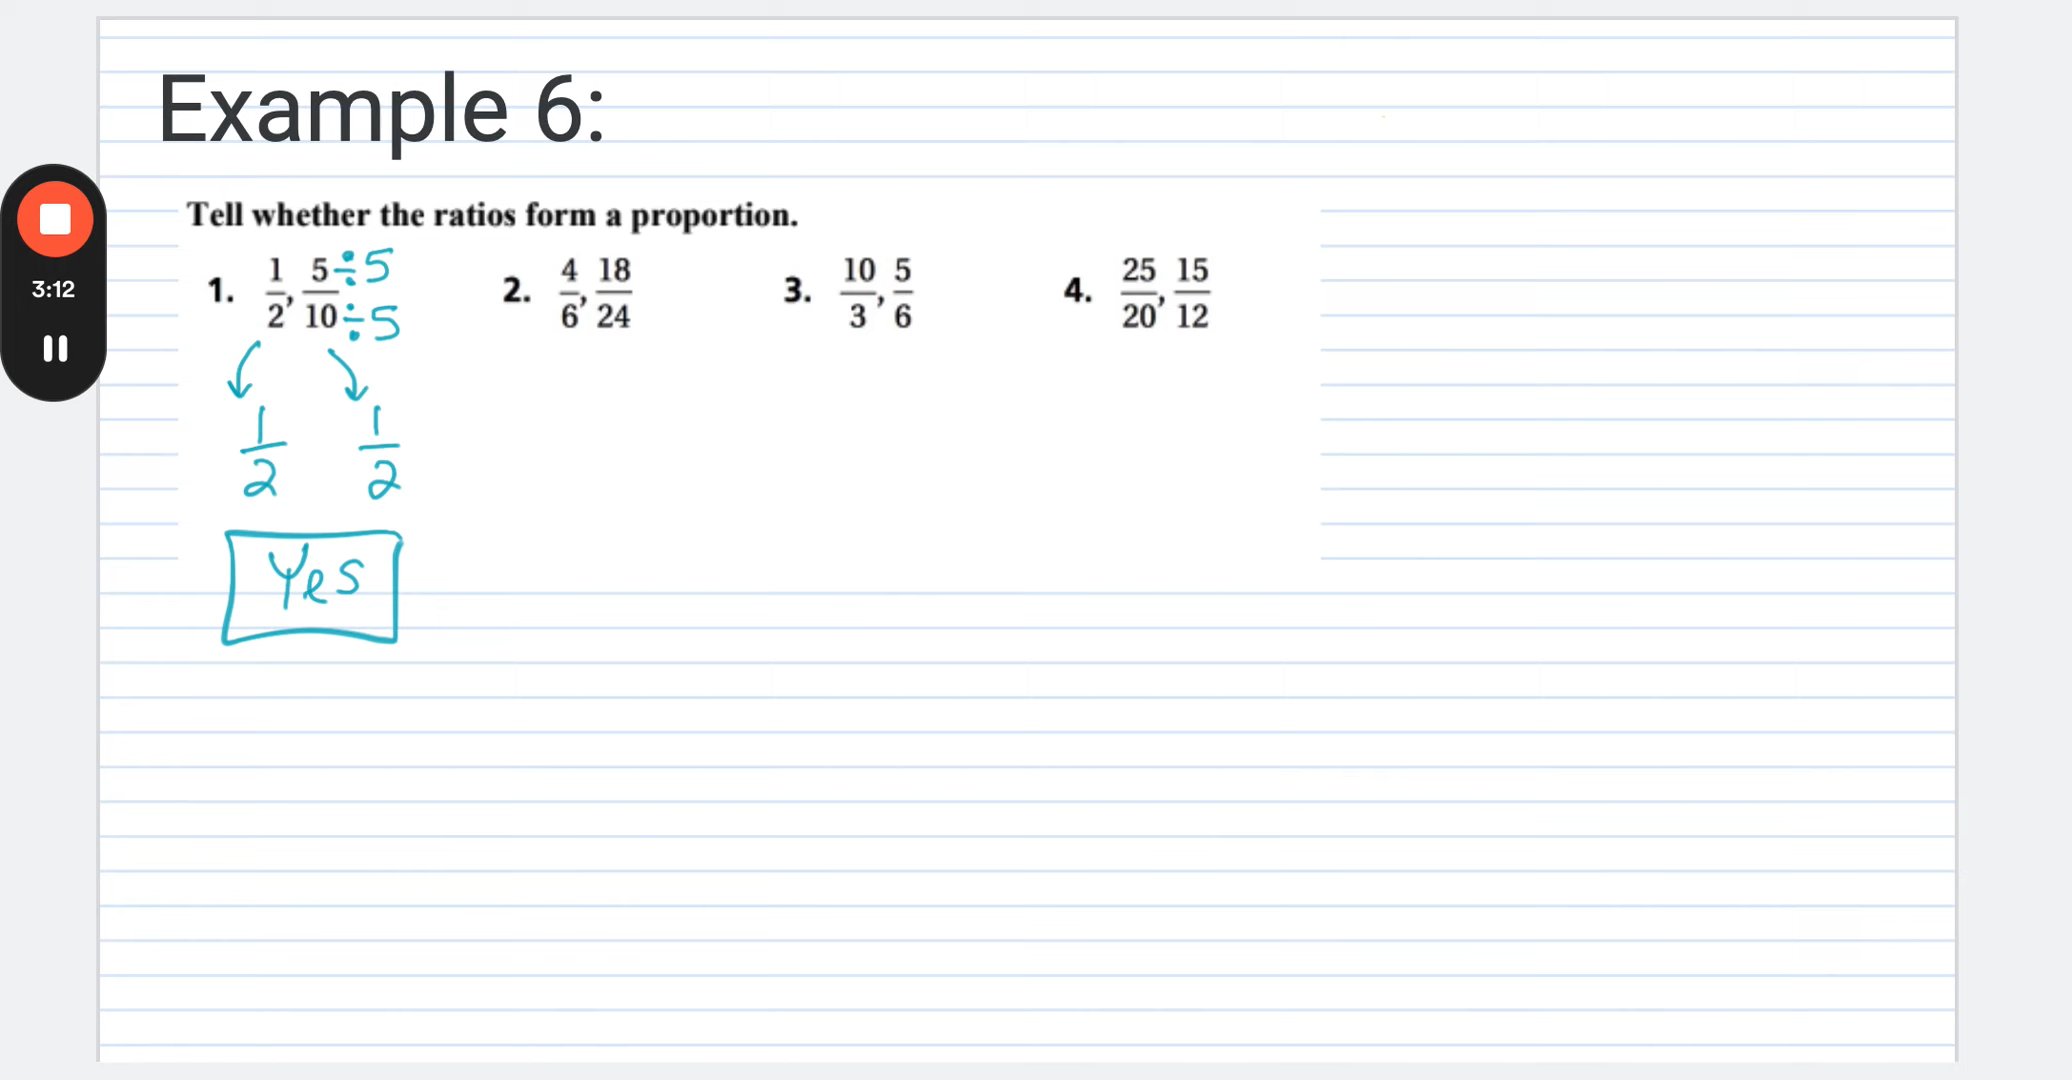 Example 6:
3:12
Tell whether the ratios form a proportion.
1. 1/2, 5/10 ÷5 ÷5
2. 4/6, 18/24
3. 10/3, 5/6
4. 25/20, 15/12
1/2 1/2
Yes